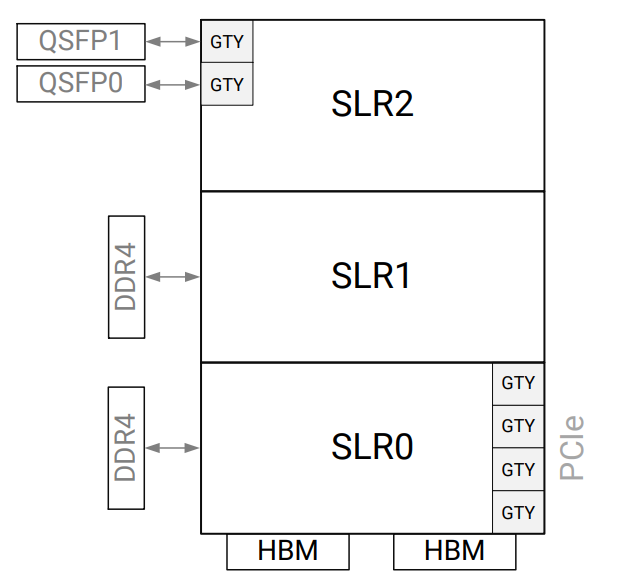 QSFP1
GTY
QSFP0
GTY
SLR2
DDR4
SLR1
DDR4
SLR0
GTY
GTY
GTY
GTY
PCIe
HBM
HBM